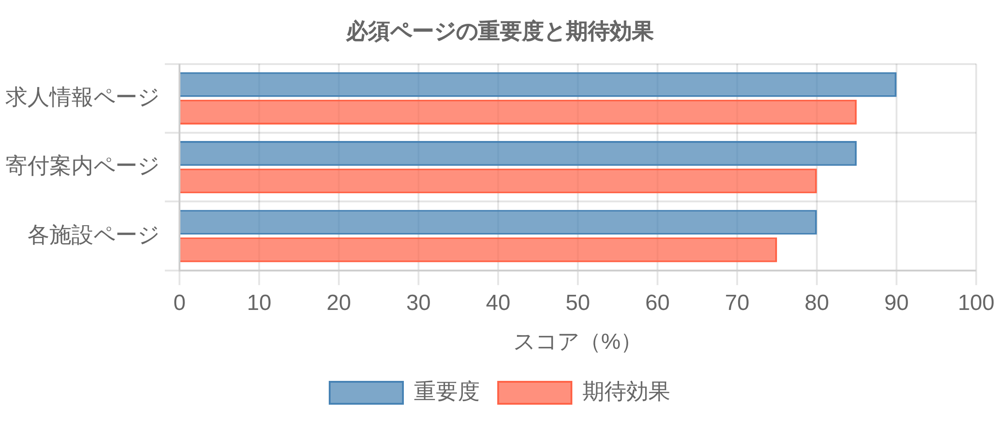 必須ページの重要度と期待効果
求人情報ページ
寄付案内ページ
各施設ページ
0 10 20 30 40 50 60 70 80 90 100
スコア（%）
重要度 期待効果